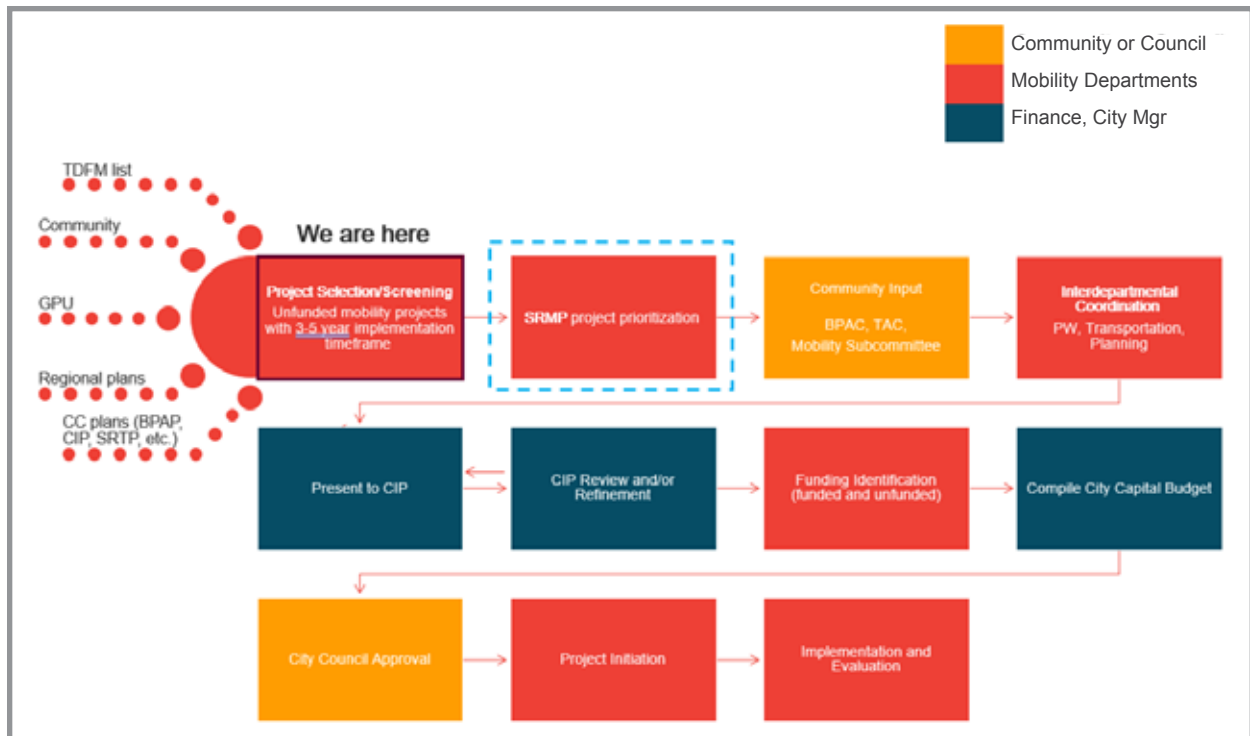 Community or Council
Mobility Departments
Finance, City Mgr
TDFM list
Community
GPU
Regional plans
CC plans (BPAP,
CIP, SRTP, etc.)
We are here
Project Selection/Screening
Unfunded mobility projects
with 3-5 year implementation
timeframe
SRMP project prioritization
Community Input
BPAC, TAC,
Mobility Subcommittee
Interdepartmental
Coordination
PW, Transportation,
Planning
Present to CIP
CIP Review and/or
Refinement
Funding Identification
(funded and unfunded)
Compile City Capital Budget
City Council Approval
Project Initiation
Implementation and
Evaluation